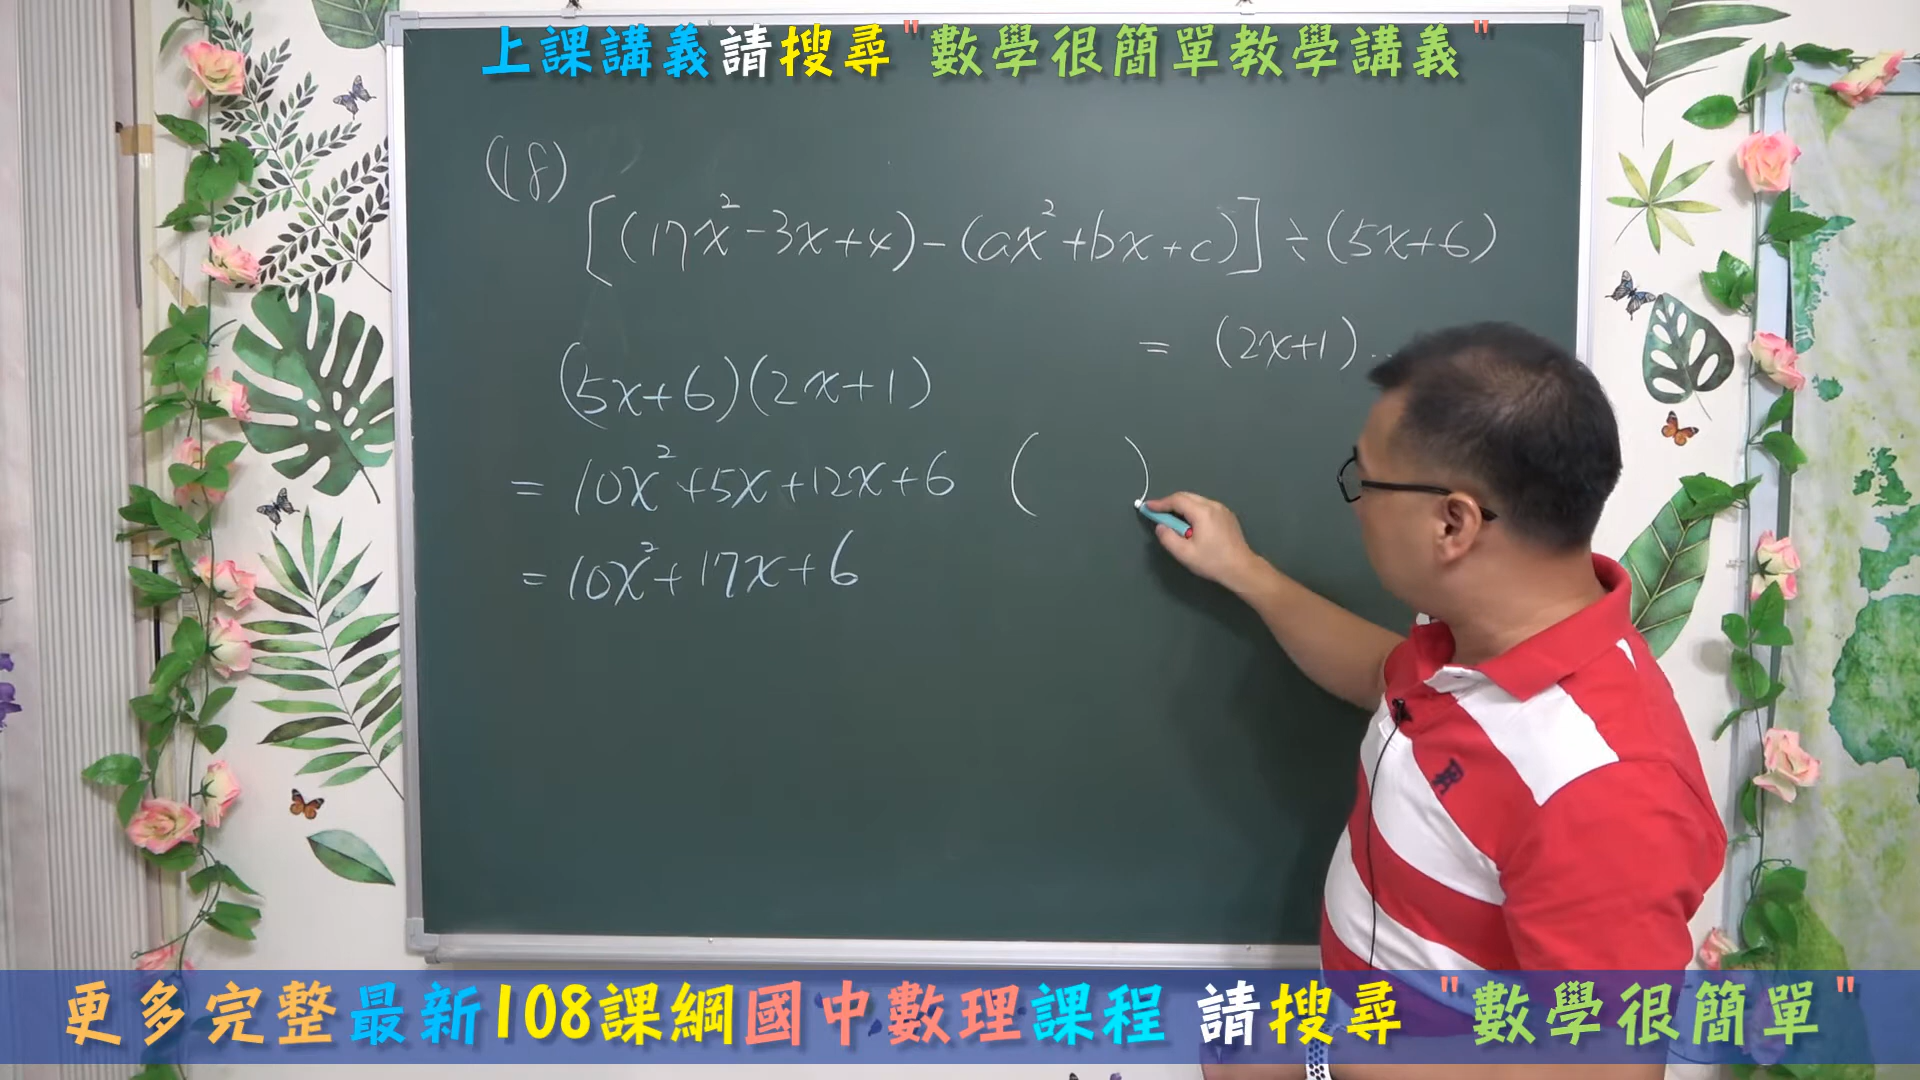 上課講義請搜尋"數學很簡單教學講義"
(18)
[(17x²-3x+4)-(ax²+bx+c)]÷(5x+6)
=(2x+1)..
(5x+6)(2x+1)
=10x²+5x+12x+6 ( )
=10x²+17x+6
更多完整最新108課綱國中數理課程 請搜尋 "數學很簡單"